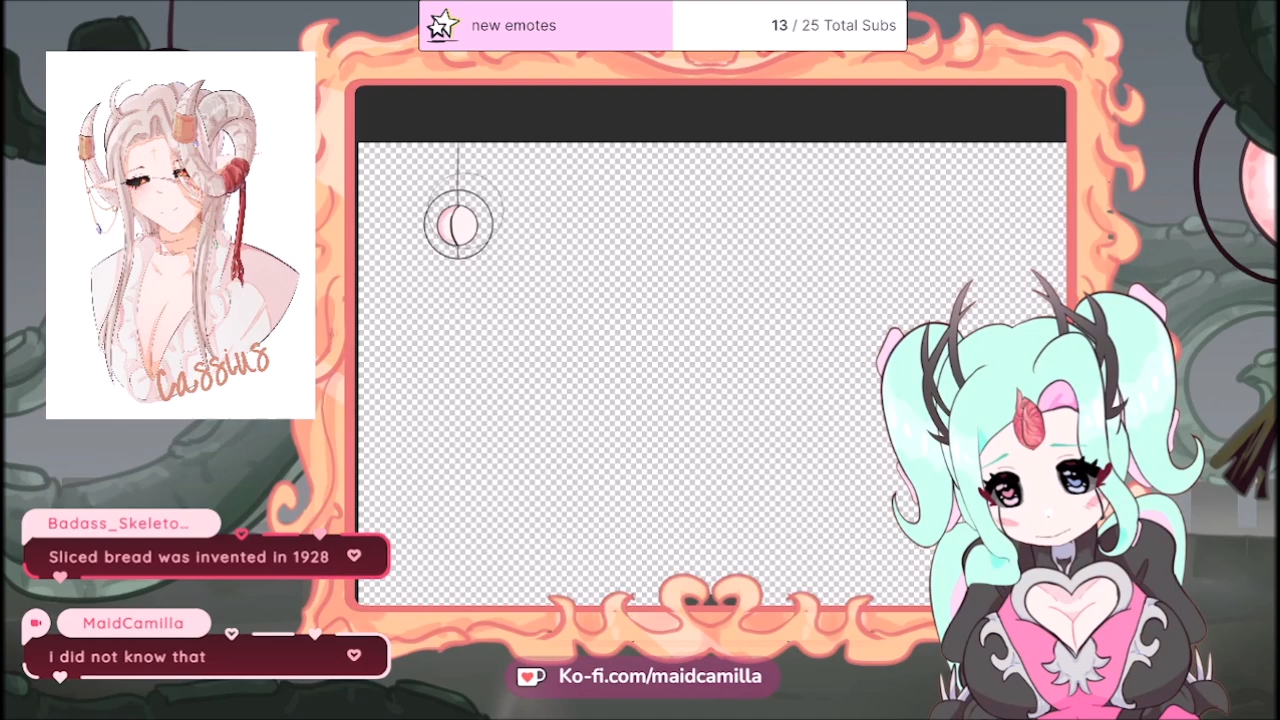 new emotes
13 / 25 Total Subs
Cassius
Badass_Skeleto...
Sliced bread was invented in 1928
MaidCamilla
i did not know that
Ko-fi.com/maidcamilla